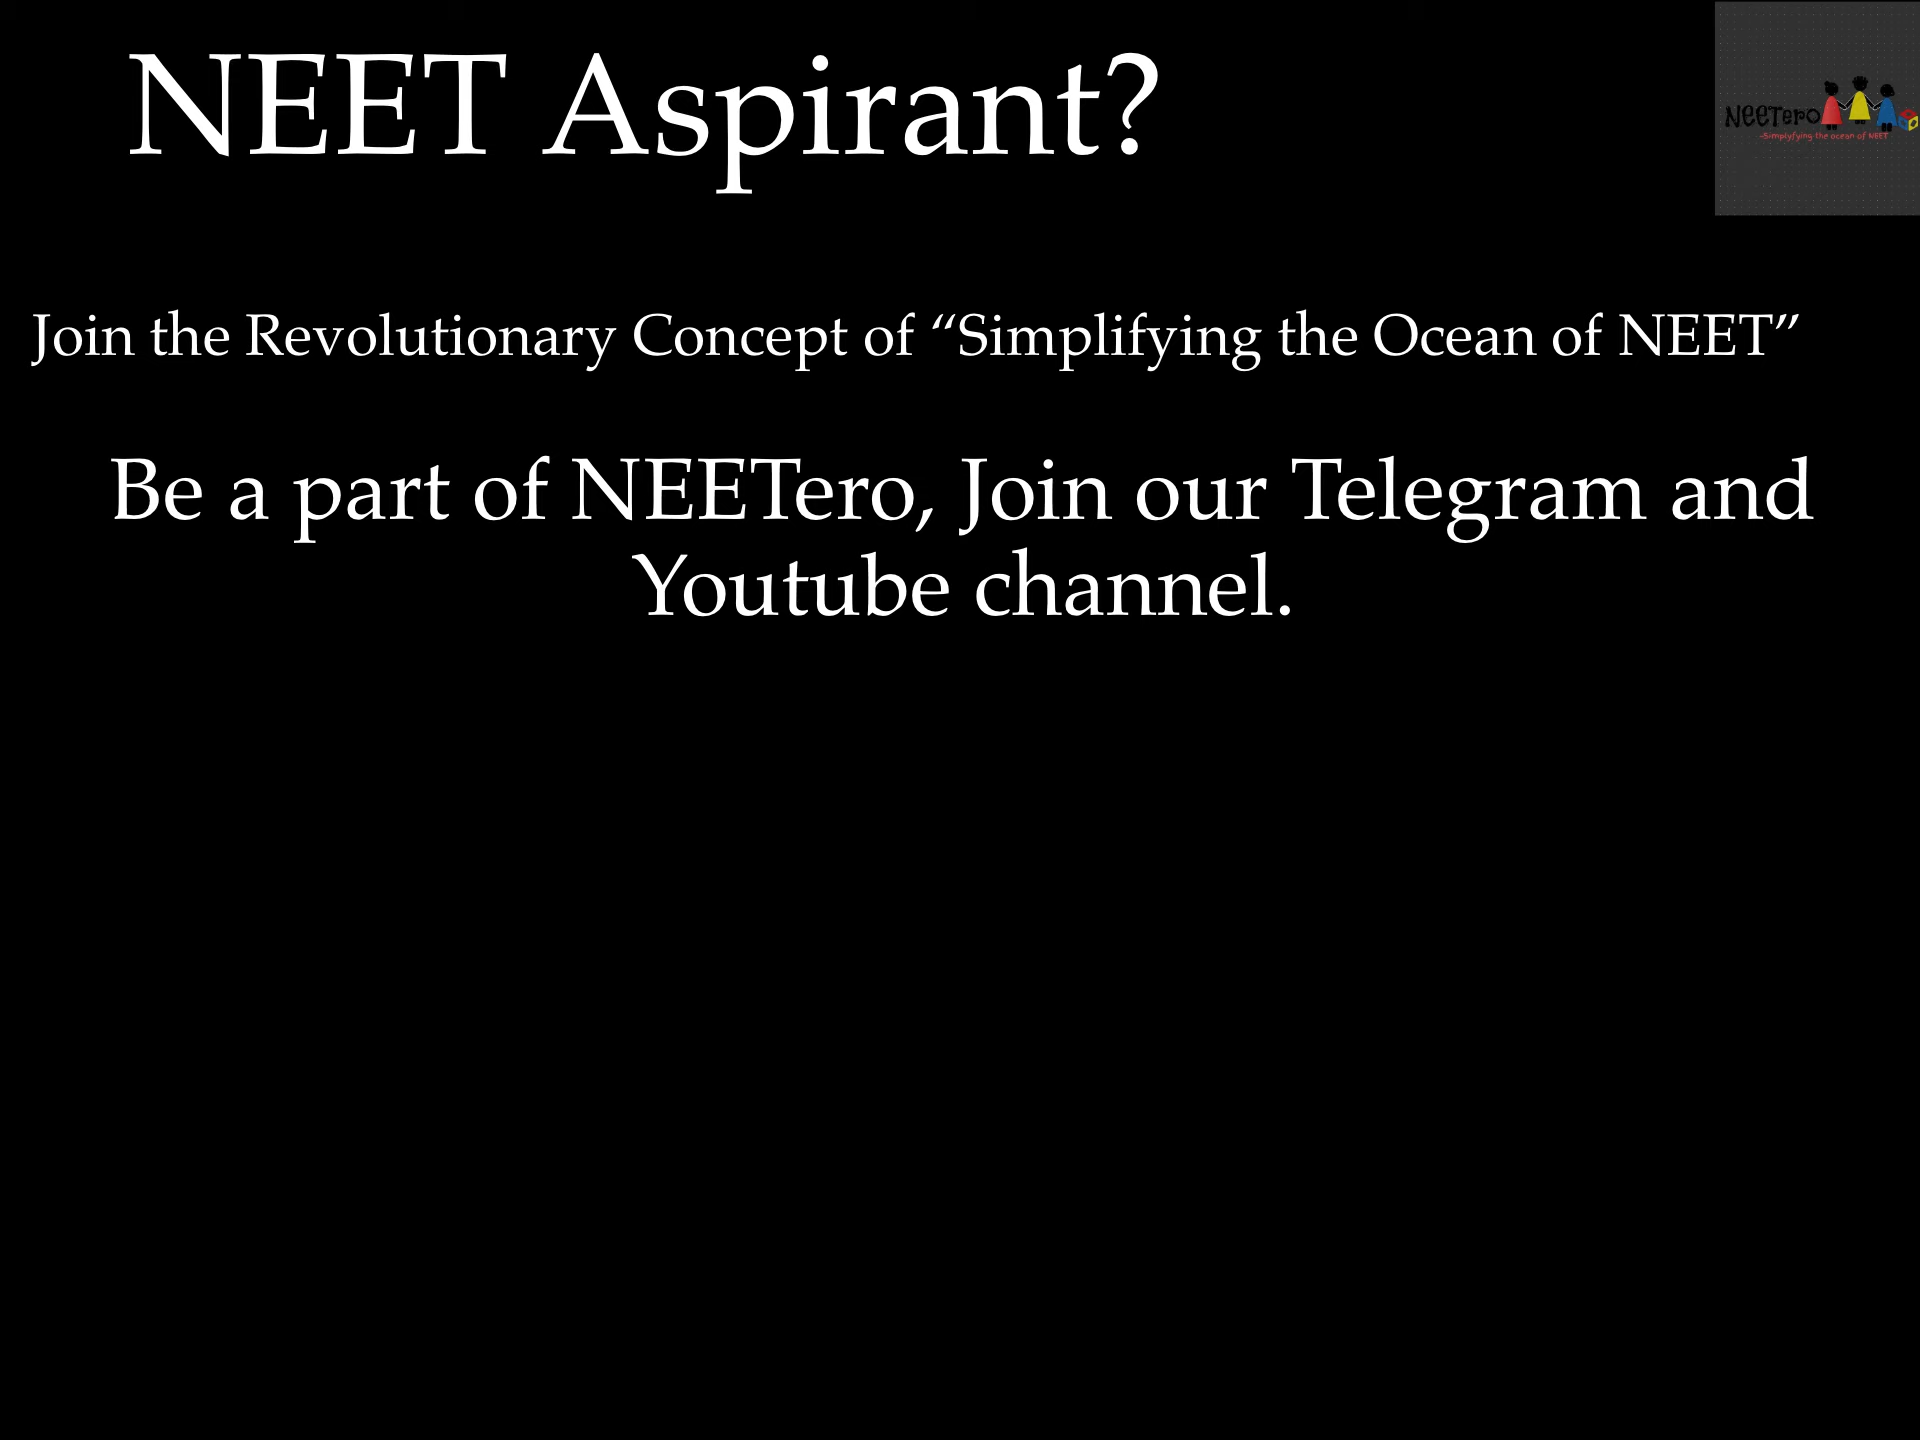 NEET Aspirant?
NEETero
-Simplyfying the ocean of NEET
Join the Revolutionary Concept of “Simplifying the Ocean of NEET”
Be a part of NEETero, Join our Telegram and
Youtube channel.